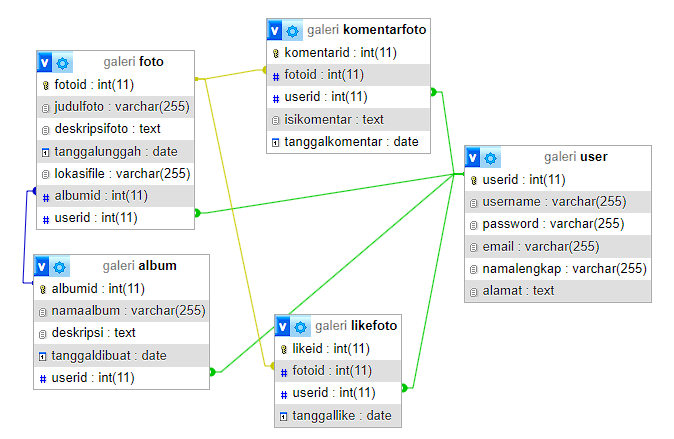 galeri foto
fotoid : int(11)
judulfoto : varchar(255)
deskripsifoto : text
tanggalunggah : date
lokasifile : varchar(255)
albumid : int(11)
userid : int(11)
galeri komentarfoto
komentarid : int(11)
fotoid : int(11)
userid : int(11)
isikomentar : text
tanggalkomentar : date
galeri user
userid : int(11)
username : varchar(255)
password : varchar(255)
email : varchar(255)
namalengkap : varchar(255)
alamat : text
galeri album
albumid : int(11)
namaalbum : varchar(255)
deskripsi : text
tanggaldibuat : date
userid : int(11)
galeri likefoto
likeid : int(11)
fotoid : int(11)
userid : int(11)
tanggallike : date